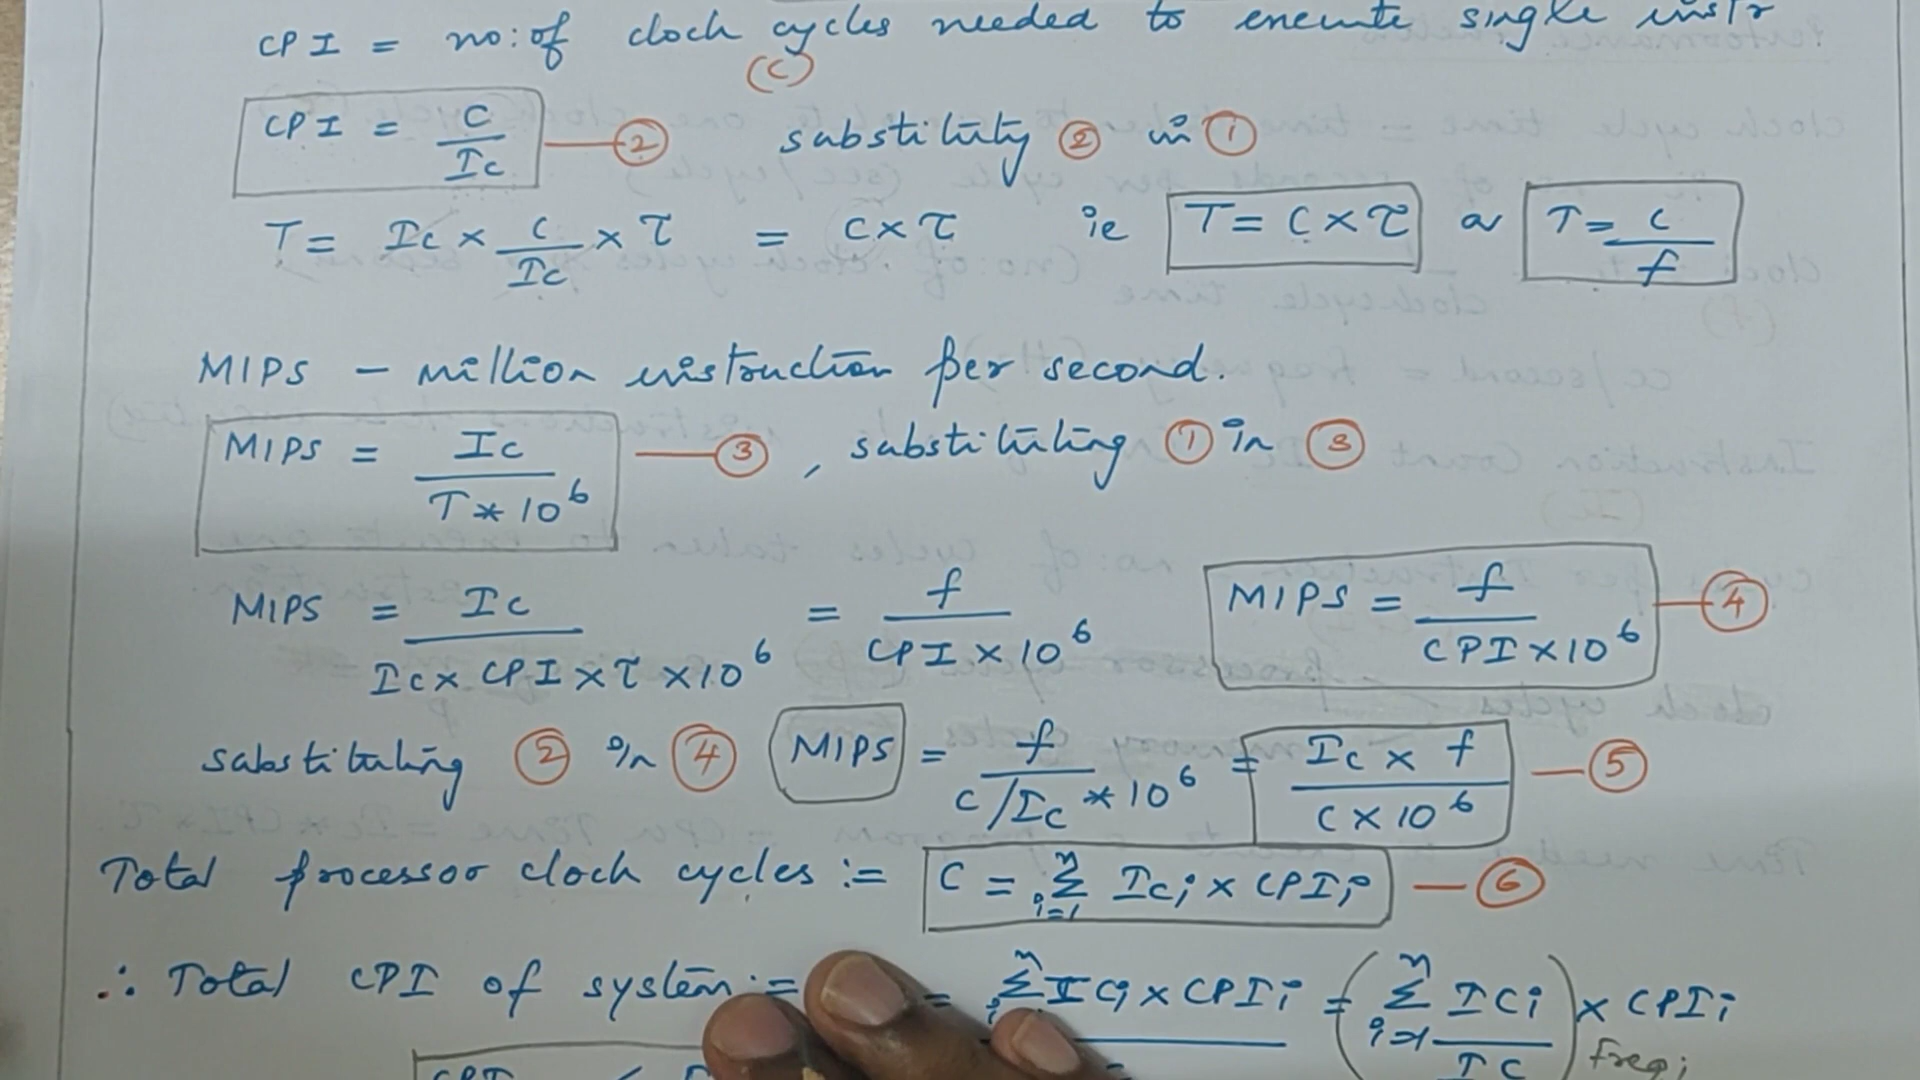 CPI = no: of clock cycles needed to execute single instr
(C)
CPI = C/Ic — ② substituty ② in ①
T = Ic × C/Ic × τ = C × τ ie T = C × τ or T = C/f
MIPS – million instruction per second.
MIPS = Ic / T * 10^6 — ③ , substituting ① in ③
MIPS = Ic / Ic × CPI × τ × 10^6 = f / CPI × 10^6 MIPS = f / CPI × 10^6 — ④
substituting ② in ④ MIPS = f / C/Ic * 10^6 = Ic × f / C × 10^6 — ⑤
Total processor clock cycles := C = Σ_{i=1}^{n} Ici × CPIi — ⑥
∴ Total CPI of system := = Σ^n ICi × CPIi = (Σ_{i=1}^{n} ICi / IC) × CPIi
freqi
CPI